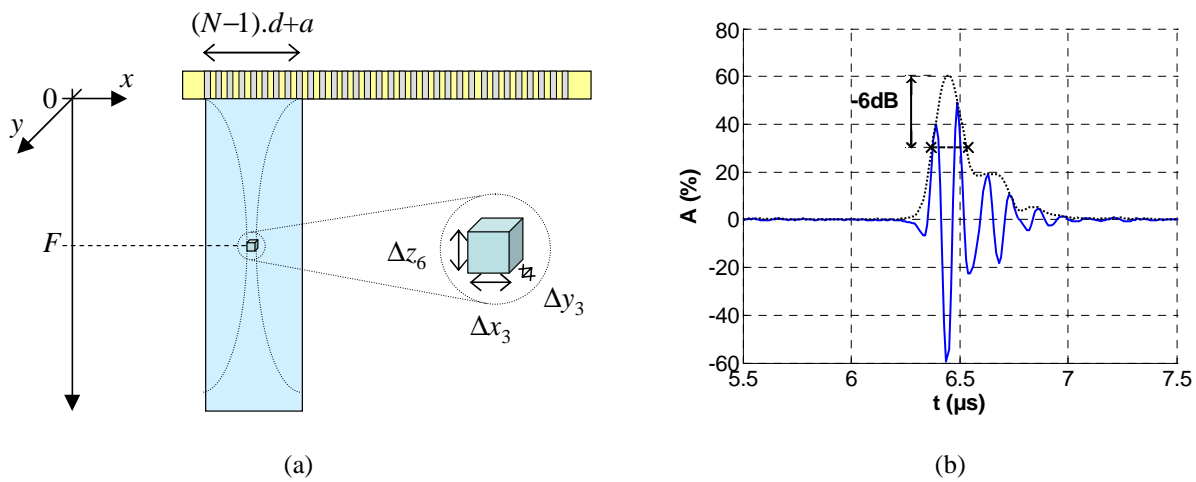 (N−1).d+a
x
0
y
F
Δz₆
Δy₃
Δx₃
(a)
80
60
40
20
0
-20
-40
-60
A (%)
-6dB
5.5 6 6.5 7 7.5
t (µs)
(b)